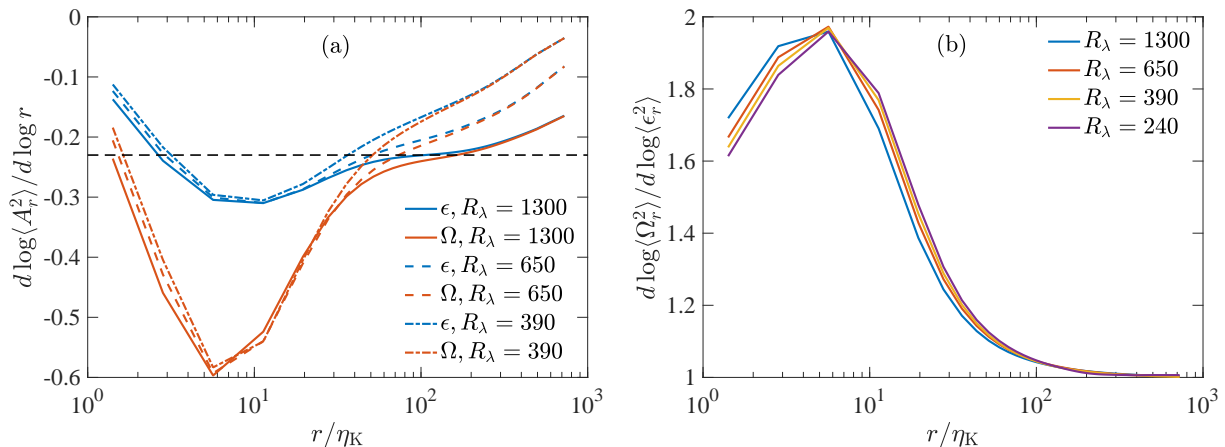 (a)
d log⟨A_r^2⟩/d log r
0
-0.1
-0.2
-0.3
-0.4
-0.5
-0.6
ϵ, R_λ = 1300
Ω, R_λ = 1300
ϵ, R_λ = 650
Ω, R_λ = 650
ϵ, R_λ = 390
Ω, R_λ = 390
10^0
10^1
10^2
10^3
r/η_K
(b)
d log⟨Ω_r^2⟩/d log⟨ϵ_r^2⟩
2
1.8
1.6
1.4
1.2
1
R_λ = 1300
R_λ = 650
R_λ = 390
R_λ = 240
10^0
10^1
10^2
10^3
r/η_K